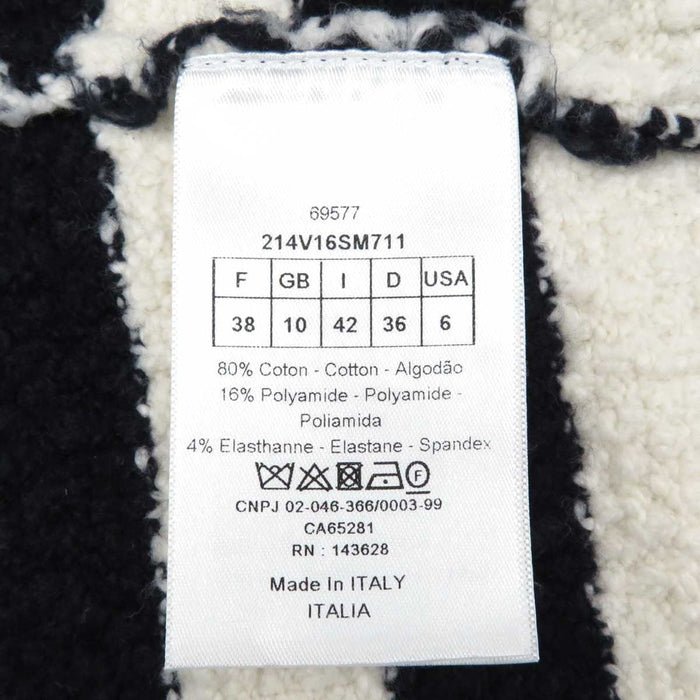 69577
214V16SM711
F GB I D USA
38 10 42 36 6
80% Coton - Cotton - Algodão
16% Polyamide - Polyamide -
Poliamida
4% Elasthanne - Elastane - Spandex
F
CNPJ 02-046-366/0003-99
CA65281
RN : 143628
Made In ITALY
ITALIA